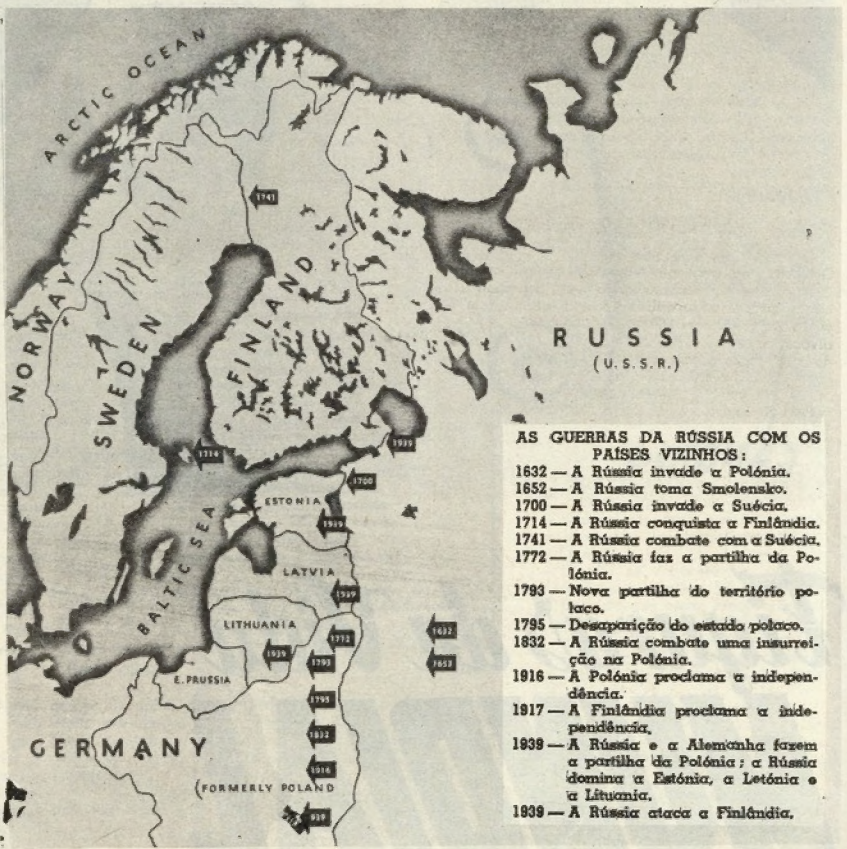 ARCTIC OCEAN
NORWAY
SWEDEN
FINLAND
1741
RUSSIA
(U.S.S.R.)
1939
1714
1700
ESTONIA
1939
BALTIC SEA
LATVIA
1939
LITHUANIA
1772
1632
1939
1793
1652
E. PRUSSIA
1795
GERMANY
1832
1916
(FORMERLY POLAND
1939
AS GUERRAS DA RÚSSIA COM OS
PAÍSES VIZINHOS:
1632 — A Rússia invade a Polónia.
1652 — A Rússia toma Smolensko.
1700 — A Rússia invade a Suécia.
1714 — A Rússia conquista a Finlândia.
1741 — A Rússia combate com a Suécia.
1772 — A Rússia faz a partilha da Po-
lónia.
1793 — Nova partilha do território po-
laco.
1795 — Desaparição do estado polaco.
1832 — A Rússia combate uma insurrei-
ção na Polónia.
1916 — A Polónia proclama a indepen-
dência.
1917 — A Finlândia proclama a inde-
pendência.
1939 — A Rússia e a Alemanha fazem
a partilha da Polónia; a Rússia
domina a Estónia, a Letónia e
a Lituania.
1939 — A Rússia ataca a Finlândia.